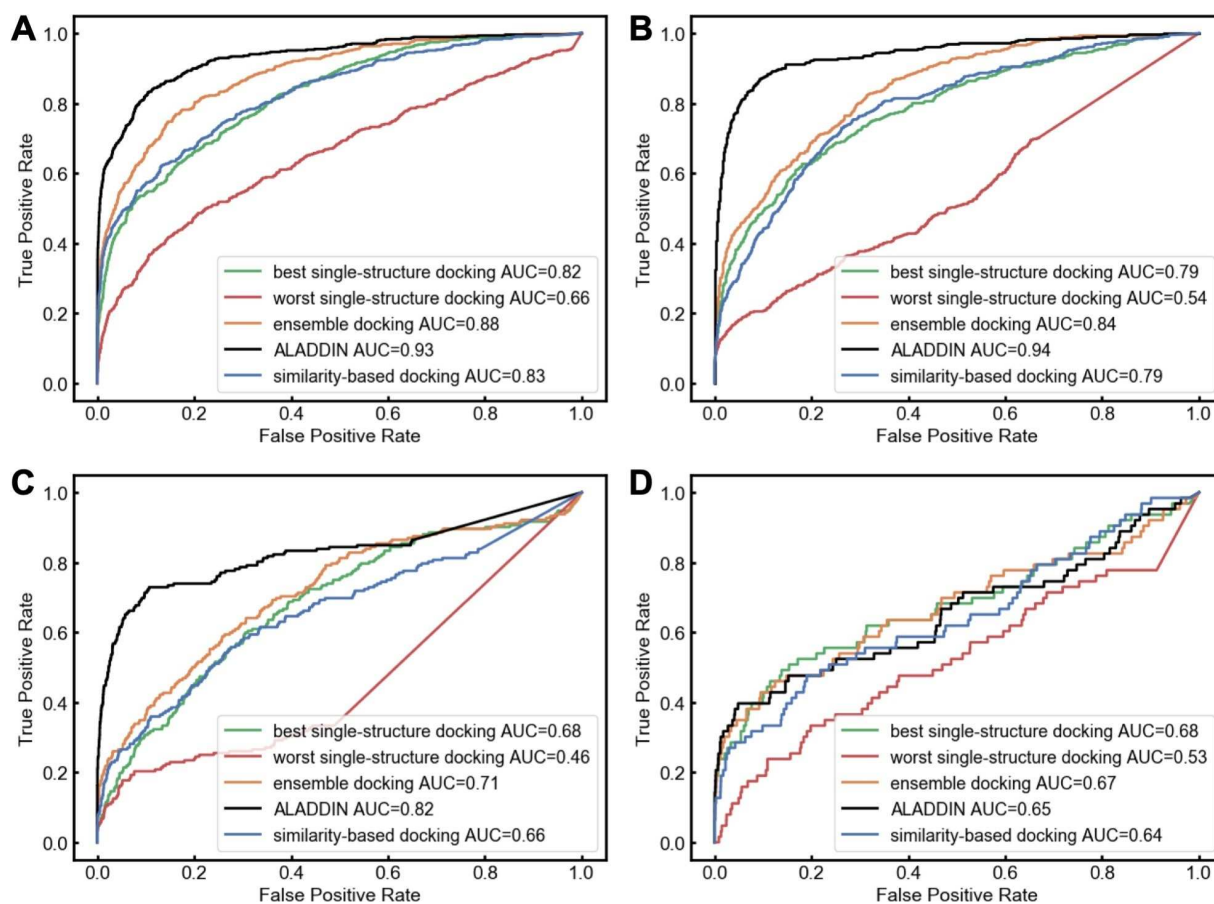 A
True Positive Rate
1.0
0.8
0.6
0.4
0.2
0.0
best single-structure docking AUC=0.82
worst single-structure docking AUC=0.66
ensemble docking AUC=0.88
ALADDIN AUC=0.93
similarity-based docking AUC=0.83
0.0 0.2 0.4 0.6 0.8 1.0
False Positive Rate
B
True Positive Rate
1.0
0.8
0.6
0.4
0.2
0.0
best single-structure docking AUC=0.79
worst single-structure docking AUC=0.54
ensemble docking AUC=0.84
ALADDIN AUC=0.94
similarity-based docking AUC=0.79
0.0 0.2 0.4 0.6 0.8 1.0
False Positive Rate
C
True Positive Rate
1.0
0.8
0.6
0.4
0.2
0.0
best single-structure docking AUC=0.68
worst single-structure docking AUC=0.46
ensemble docking AUC=0.71
ALADDIN AUC=0.82
similarity-based docking AUC=0.66
0.0 0.2 0.4 0.6 0.8 1.0
False Positive Rate
D
True Positive Rate
1.0
0.8
0.6
0.4
0.2
0.0
best single-structure docking AUC=0.68
worst single-structure docking AUC=0.53
ensemble docking AUC=0.67
ALADDIN AUC=0.65
similarity-based docking AUC=0.64
0.0 0.2 0.4 0.6 0.8 1.0
False Positive Rate